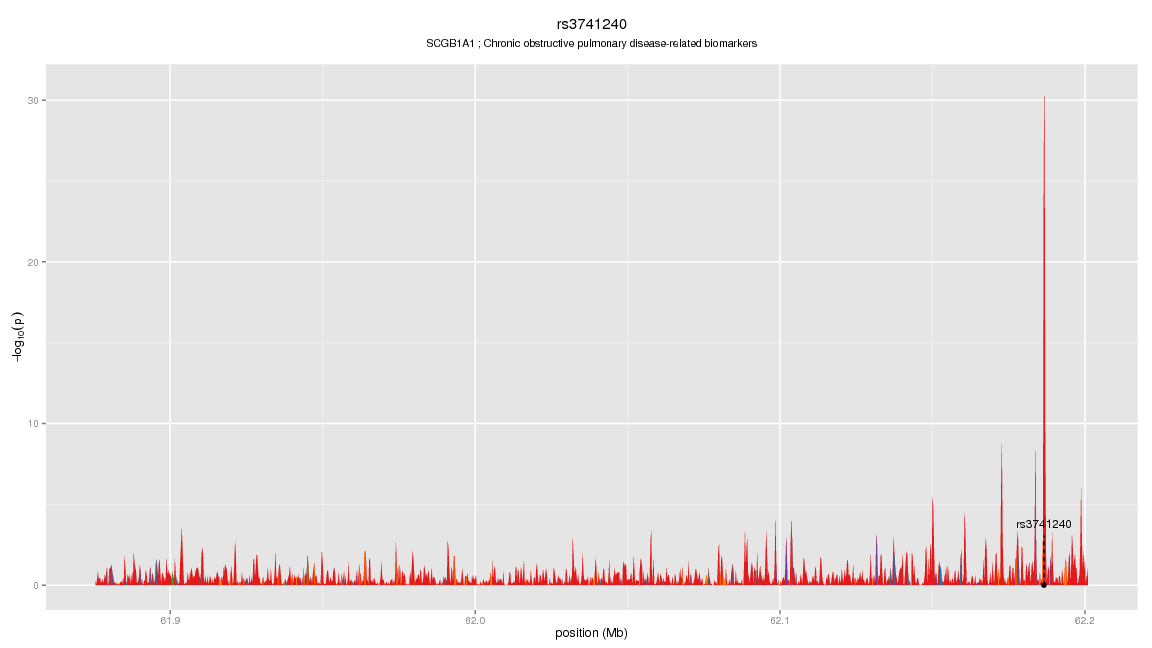 rs3741240
SCGB1A1 ; Chronic obstructive pulmonary disease-related biomarkers
30
20
10
0
−log10(p)
rs3741240
61.9
62.0
62.1
62.2
position (Mb)